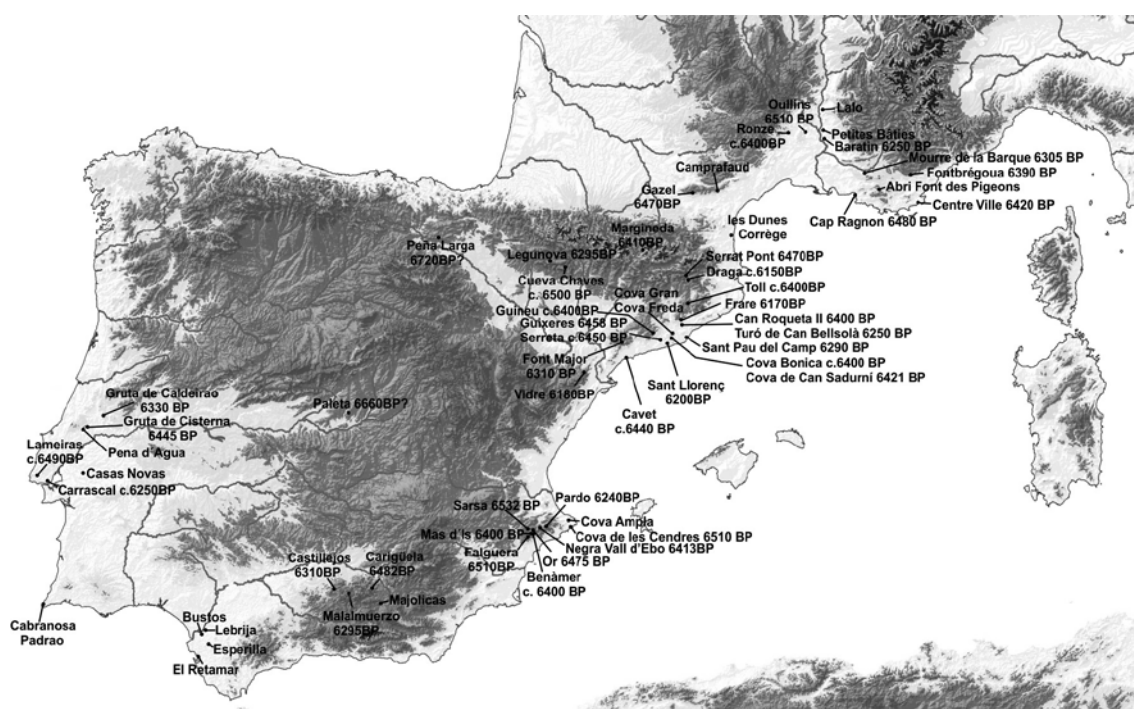 Oullins
6510 BP
Lalo
Ronze
c.6400BP
Petites Bâties
Baratin 6250 BP
Mourre de la Barque 6305 BP
Camprafaud
Fontbrégoua 6390 BP
Gazel
6470BP
Abri Font des Pigeons
Centre Ville 6420 BP
Cap Ragnon 6480 BP
les Dunes
Corrège
Margineda
6410BP
Peña Larga
6720BP?
Legunova 6295BP
Serrat Pont 6470BP
Draga c.6150BP
Cueva Chaves
c. 6500 BP
Cova Gran
Cova Freda
Toll c.6400BP
Guineu c.6400BP
Frare 6170BP
Guixeres 6458 BP
Can Roqueta II 6400 BP
Serreta c.6450 BP
Turó de Can Bellsolà 6250 BP
Sant Pau del Camp 6290 BP
Font Major
6310 BP
Cova Bonica c.6400 BP
Cova de Can Sadurní 6421 BP
Sant Llorenç
6200BP
Vidre 6180BP
Cavet
c.6440 BP
Gruta de Caldeirao
6330 BP
Paleta 6660BP?
Gruta de Cisterna
6445 BP
Pena d'Agua
Lameiras
c.6490BP
Casas Novas
Carrascal c.6250BP
Sarsa 6532 BP
Pardo 6240BP
Cova Ampla
Mas d'Is 6400 BP
Cova de les Cendres 6510 BP
Negra Vall d'Ebo 6413BP
Falguera
6510BP
Or 6475 BP
Benàmer
c. 6400 BP
Castillejos
6310BP
Carigüela
6482BP
Majolicas
Malalmuerzo
6295BP
Cabranosa
Padrao
Bustos
Lebrija
Esperilla
El Retamar